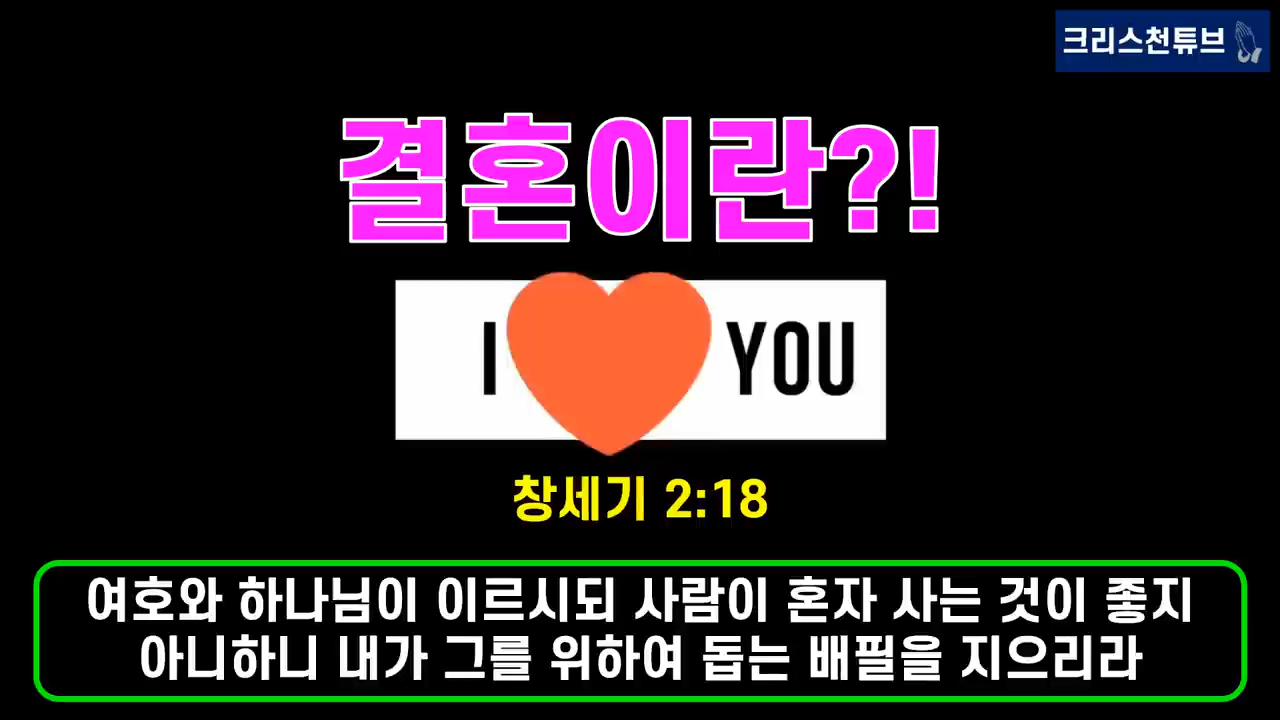 크리스천튜브
결혼이란?!
I YOU
창세기 2:18
여호와 하나님이 이르시되 사람이 혼자 사는 것이 좋지
아니하니 내가 그를 위하여 돕는 배필을 지으리라